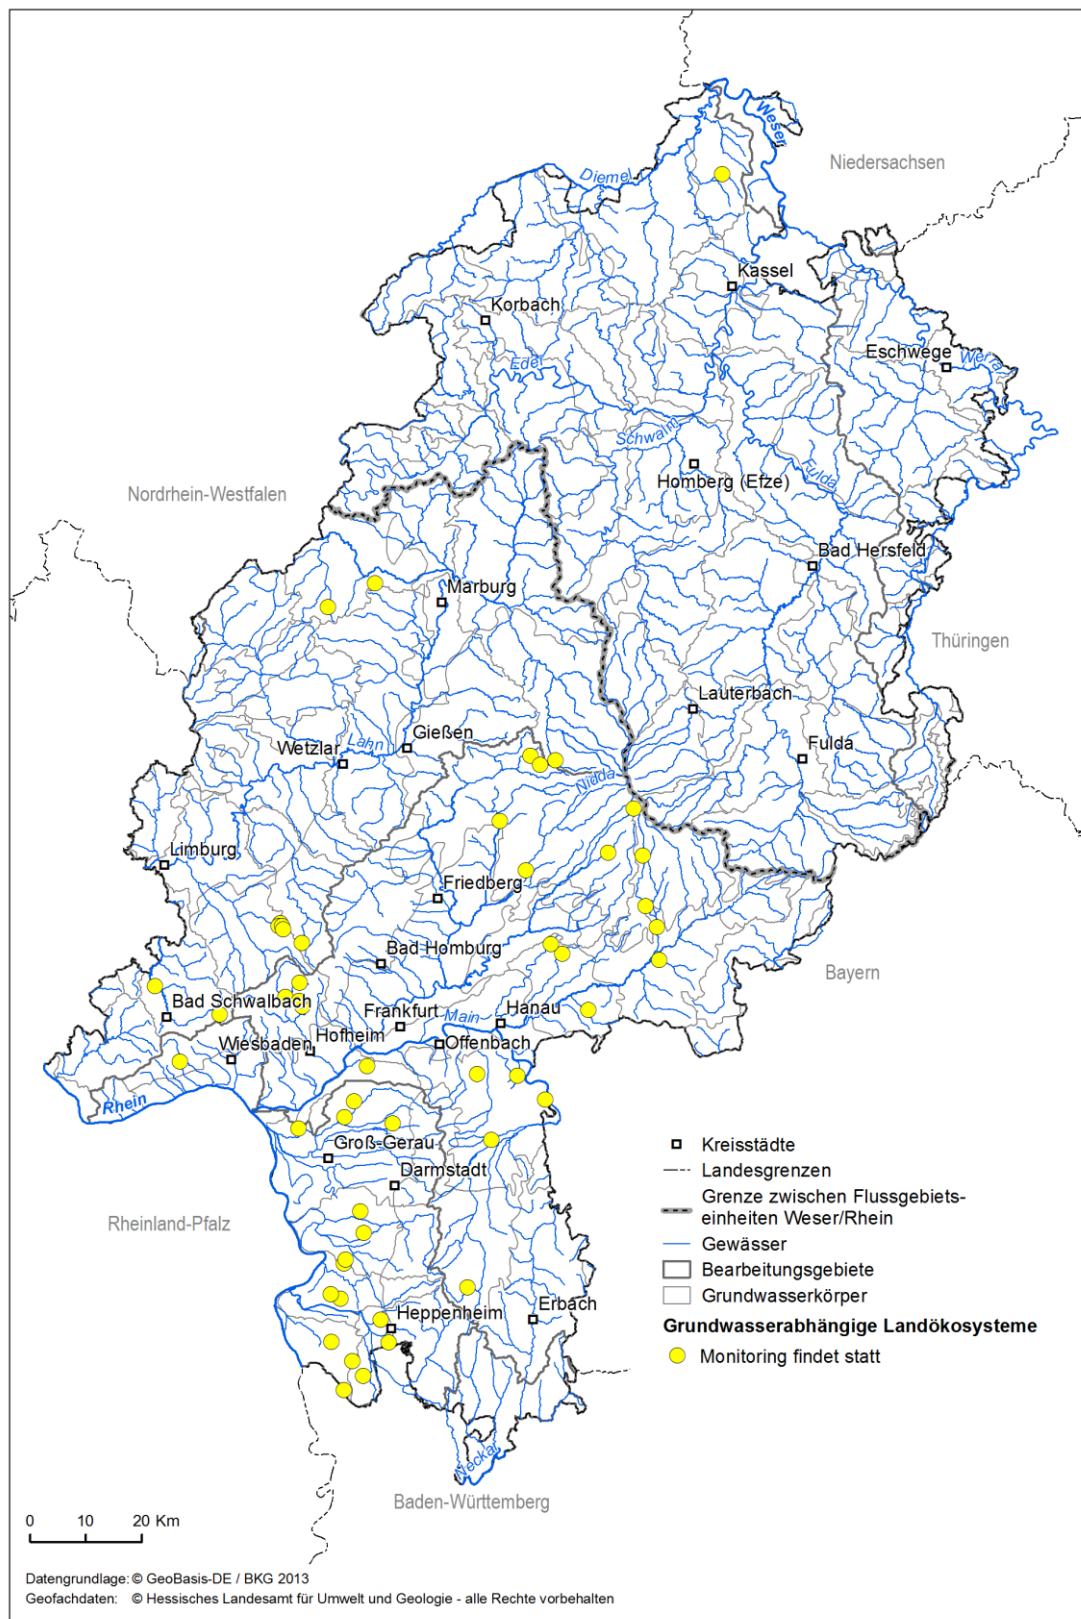 Weser
Niedersachsen
Diemel
Kassel
Korbach
Eschwege
Werra
Eder
Schwalm
Fulda
Nordrhein-Westfalen
Homberg (Efze)
Bad Hersfeld
Marburg
Thüringen
Lauterbach
Gießen
Lahn
Wetzlar
Fulda
Nidda
Limburg
Friedberg
Bad Homburg
Bayern
Bad Schwalbach
Frankfurt
Main
Hanau
Hofheim
Offenbach
Wiesbaden
Rhein
Groß-Gerau
Darmstadt
Rheinland-Pfalz
Heppenheim
Erbach
Neckar
Baden-Württemberg
Kreisstädte
Landesgrenzen
Grenze zwischen Flussgebiets-
einheiten Weser/Rhein
Gewässer
Bearbeitungsgebiete
Grundwasserkörper
Grundwasserabhängige Landökosysteme
Monitoring findet statt
0 10 20 Km
Datengrundlage: © GeoBasis-DE / BKG 2013
Geofachdaten: © Hessisches Landesamt für Umwelt und Geologie - alle Rechte vorbehalten